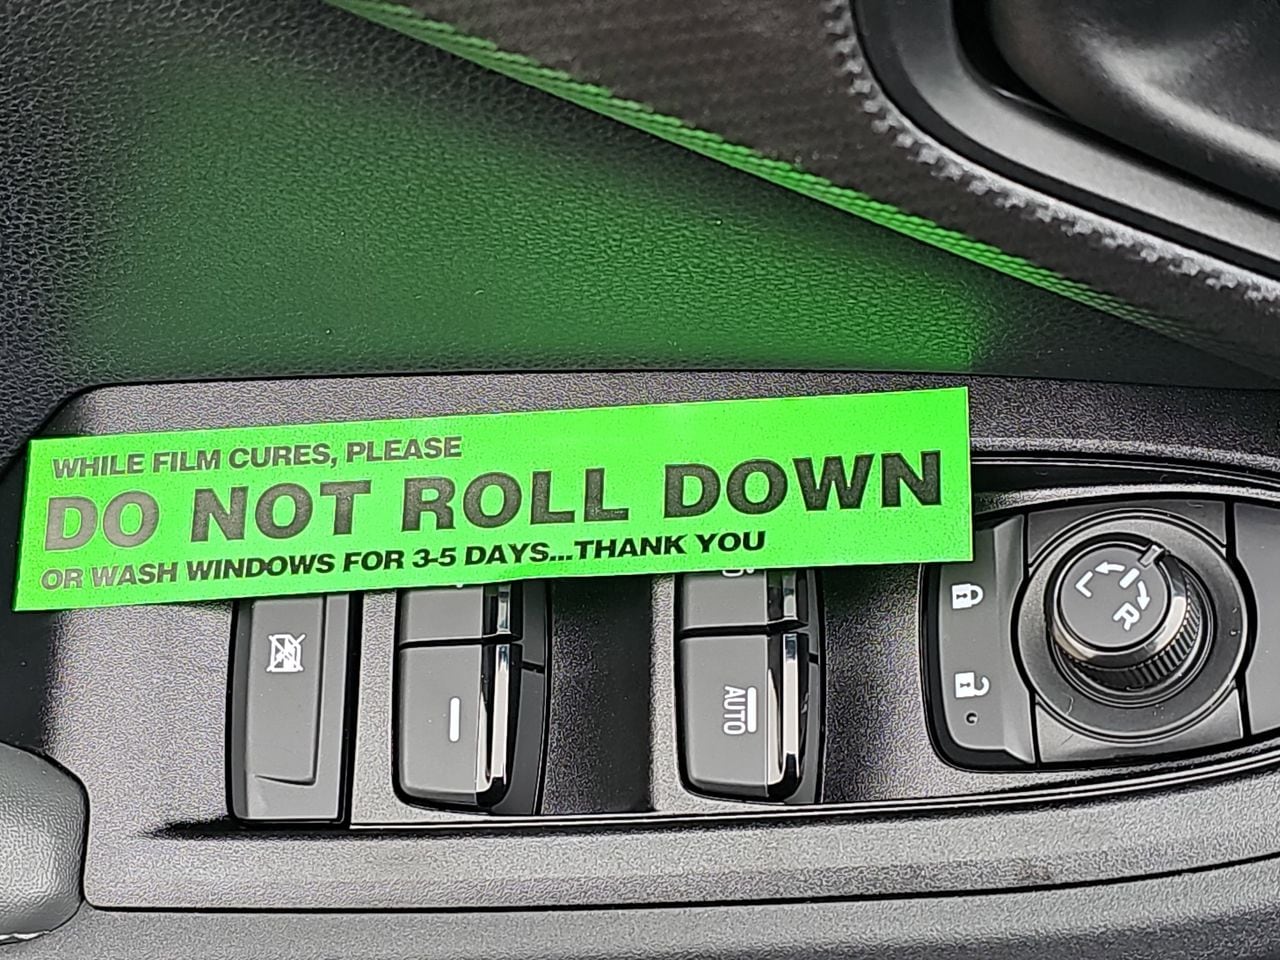 WHILE FILM CURES, PLEASE
DO NOT ROLL DOWN
OR WASH WINDOWS FOR 3-5 DAYS...THANK YOU
AUTO
L
R